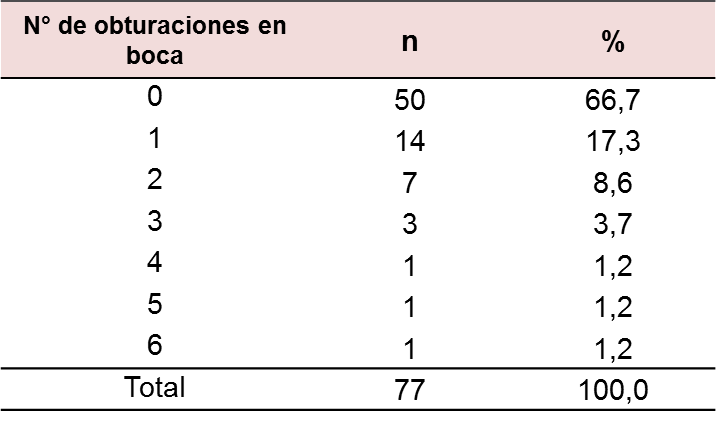 N° de obturaciones en boca n %
0 50 66,7
1 14 17,3
2 7 8,6
3 3 3,7
4 1 1,2
5 1 1,2
6 1 1,2
Total 77 100,0